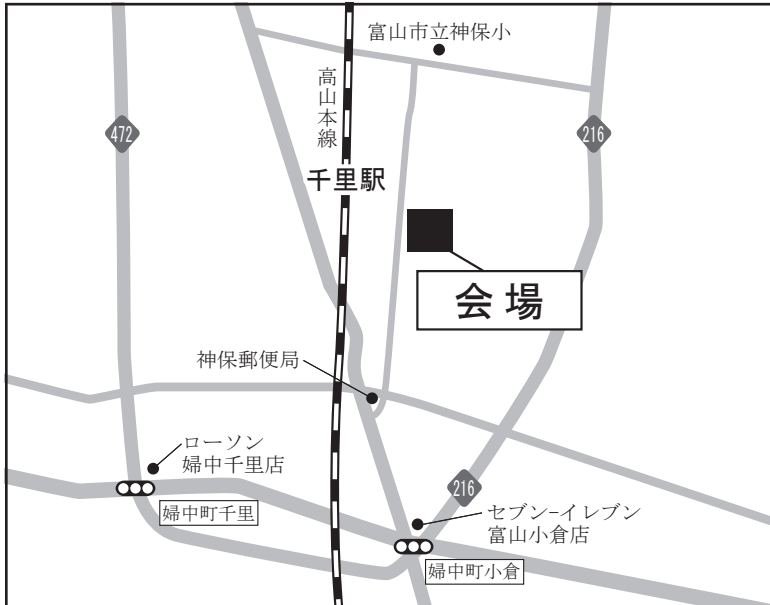 富山市立神保小
高山本線
472
216
千里駅
会場
神保郵便局
ローソン
婦中千里店
216
婦中町千里
セブン-イレブン
富山小倉店
婦中町小倉